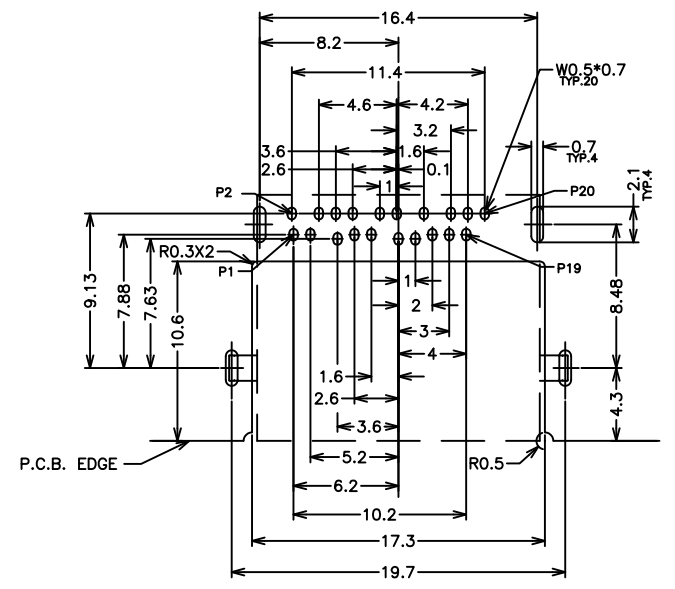 16.4
8.2
11.4
W0.5*0.7
TYP.20
4.6
4.2
3.2
3.6
1.6
0.7
TYP.4
2.6
0.1
1
2.1
TYP.4
P2
P20
R0.3X2
P1
P19
9.13
7.88
7.63
10.6
8.48
1
2
3
4
1.6
2.6
4.3
3.6
P.C.B. EDGE
5.2
R0.5
6.2
10.2
17.3
19.7